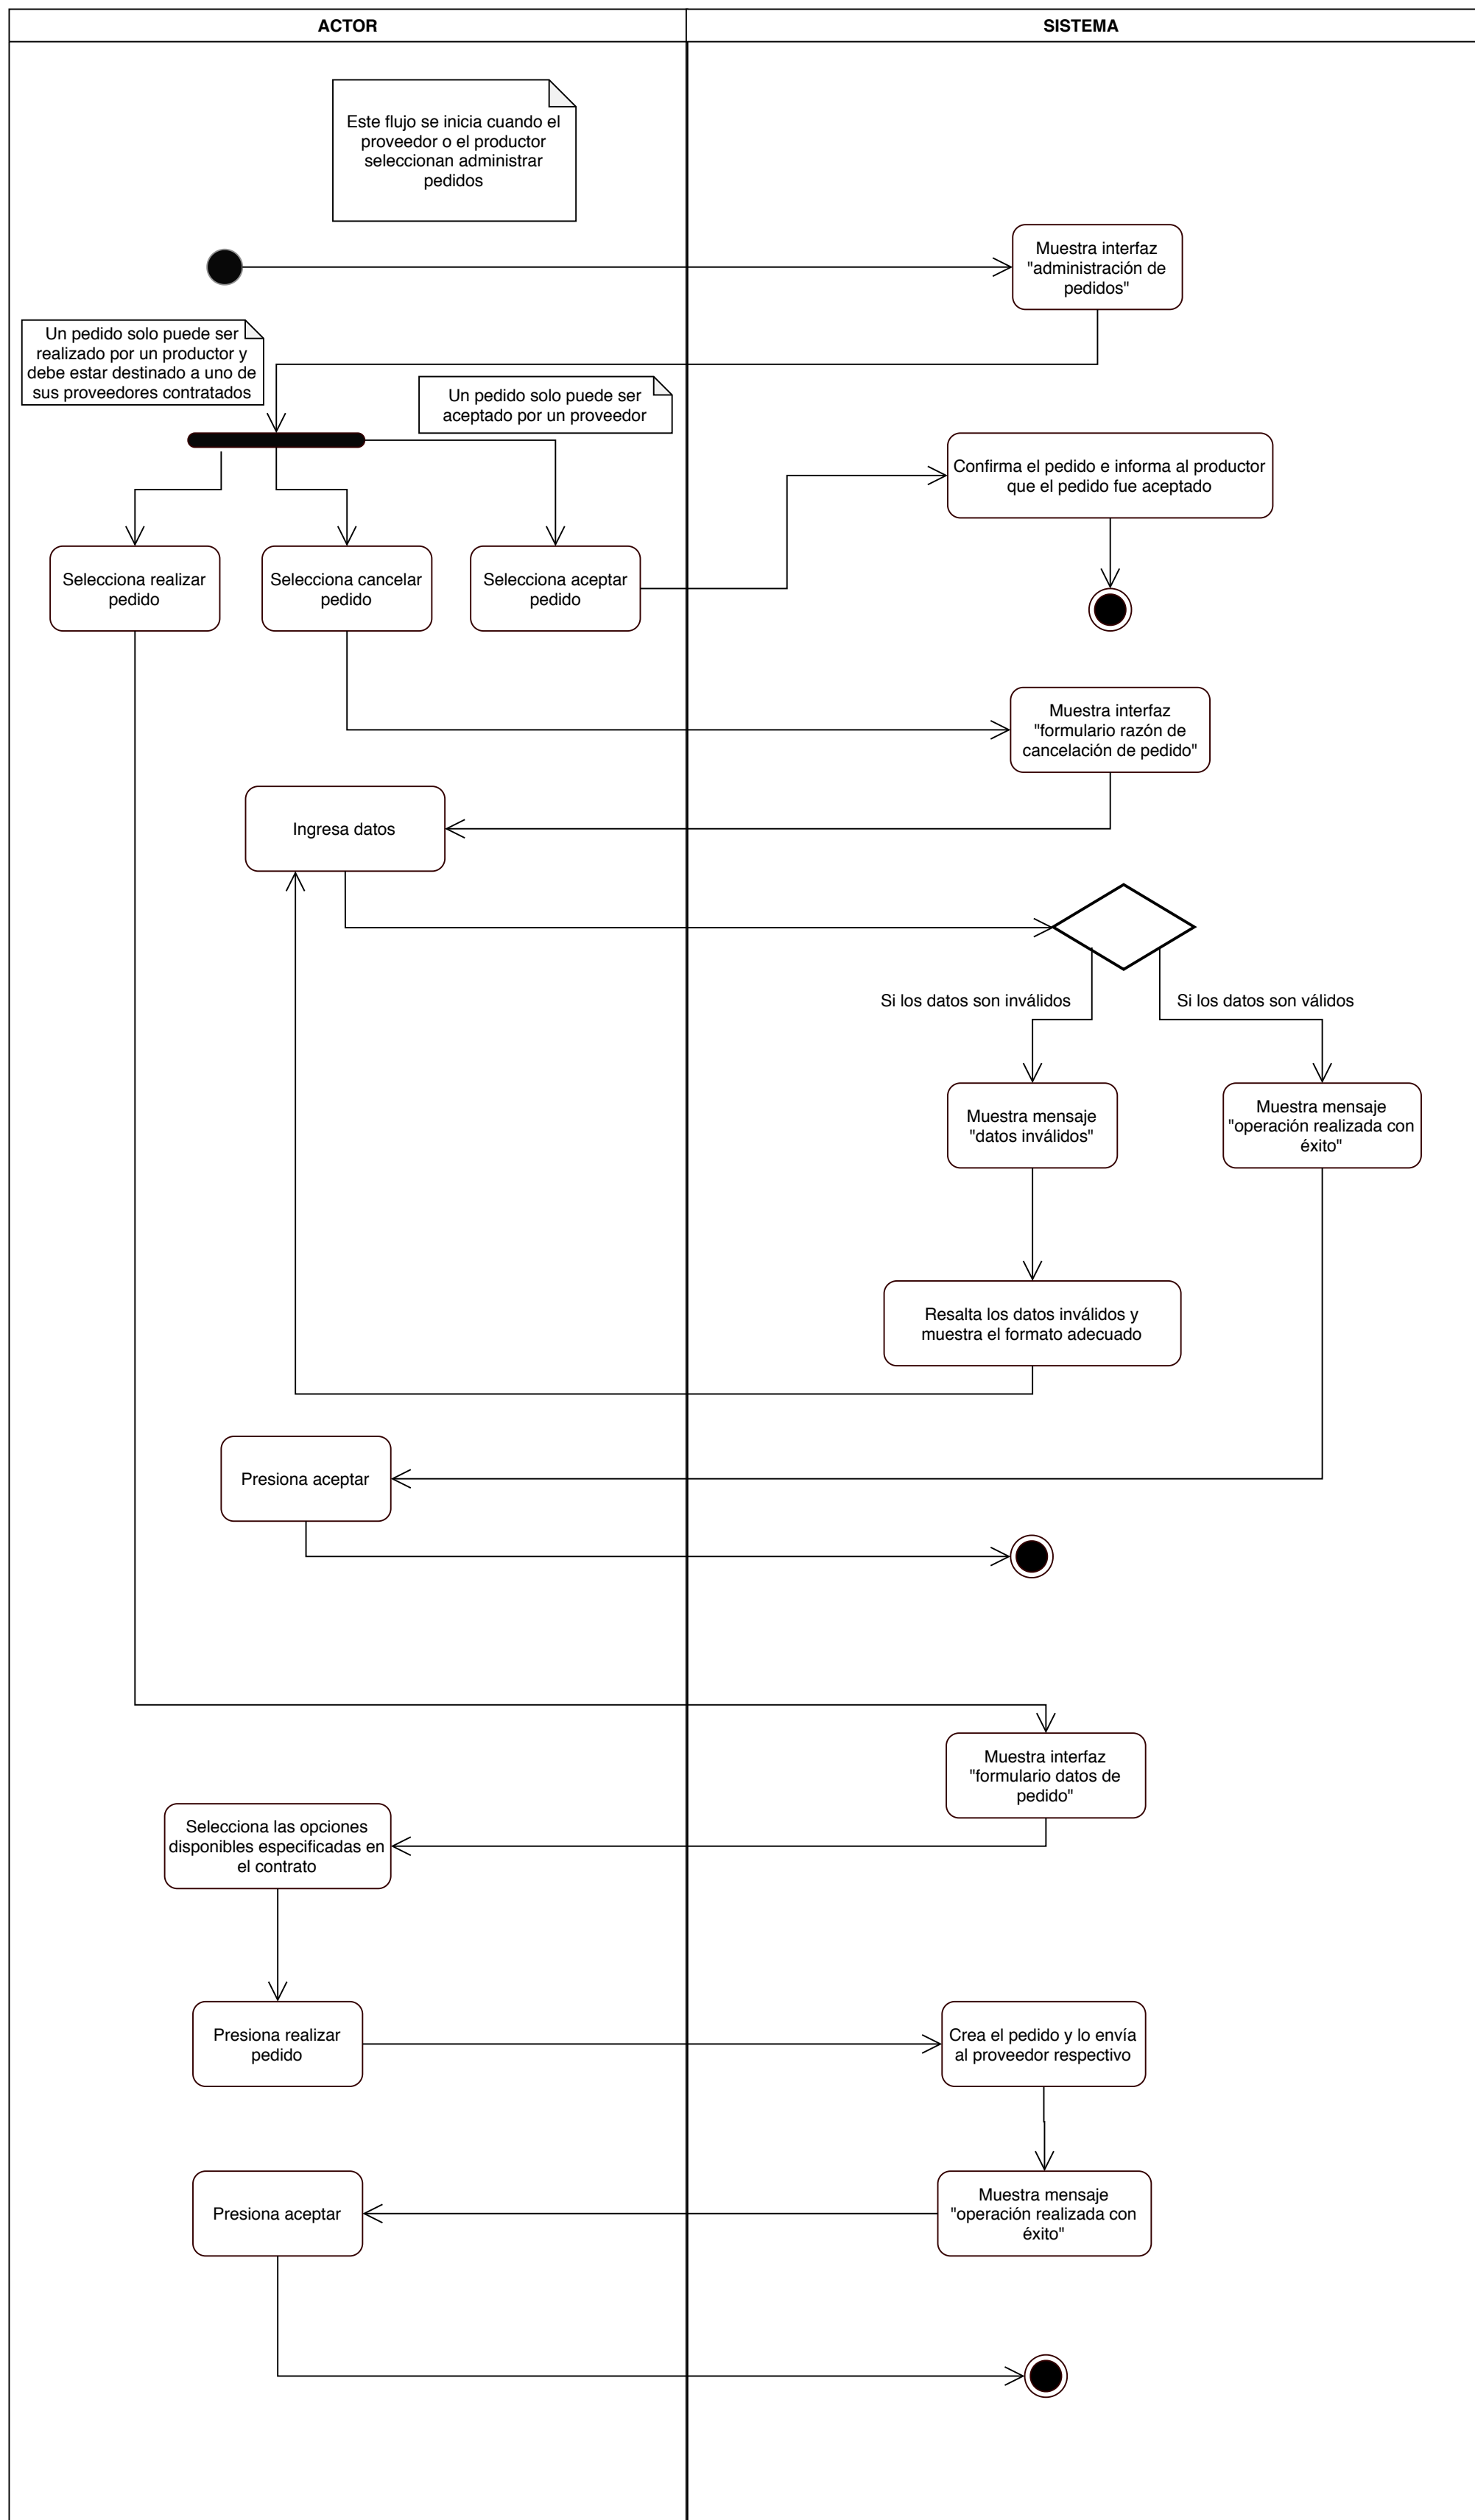 ACTOR
SISTEMA
Este flujo se inicia cuando el
proveedor o el productor
seleccionan administrar
pedidos
Muestra interfaz
"administración de
pedidos"
Un pedido solo puede ser
realizado por un productor y
debe estar destinado a uno de
sus proveedores contratados
Un pedido solo puede ser
aceptado por un proveedor
Confirma el pedido e informa al productor
que el pedido fue aceptado
Selecciona realizar
pedido
Selecciona cancelar
pedido
Selecciona aceptar
pedido
Muestra interfaz
"formulario razón de
cancelación de pedido"
Ingresa datos
Si los datos son inválidos
Si los datos son válidos
Muestra mensaje
"datos inválidos"
Muestra mensaje
"operación realizada con
éxito"
Resalta los datos inválidos y
muestra el formato adecuado
Presiona aceptar
Muestra interfaz
"formulario datos de
pedido"
Selecciona las opciones
disponibles especificadas en
el contrato
Presiona realizar
pedido
Crea el pedido y lo envía
al proveedor respectivo
Presiona aceptar
Muestra mensaje
"operación realizada con
éxito"